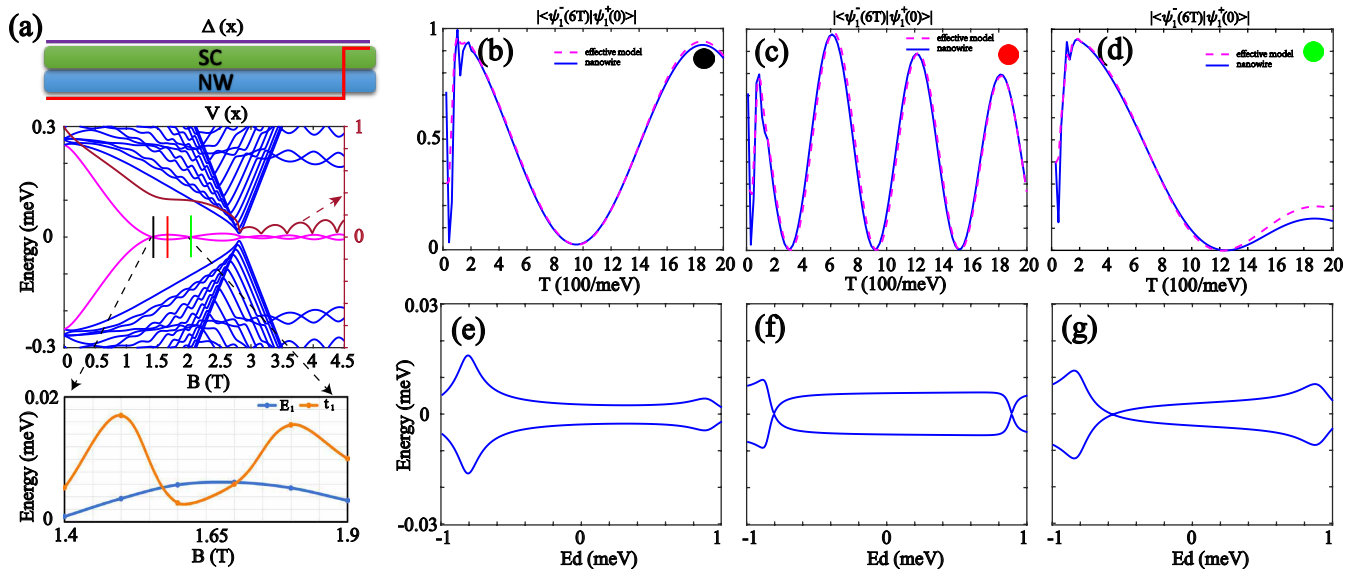 (a)
Δ (x)
SC
NW
V (x)
0.3
0
-0.3
Energy (meV)
1
0
0 0.5 1 1.5 2 2.5 3 3.5 4 4.5
B (T)
0.02
0
Energy (meV)
E₁ t₁
1.4 1.65 1.9
B (T)
|<ψ₁⁻(6T)|ψ₁⁺(0)>|
(b)
effective model
nanowire
1
0.5
0
0 2 4 6 8 10 12 14 16 18 20
T (100/meV)
|<ψ₁⁻(6T)|ψ₁⁺(0)>|
(c)
effective model
nanowire
0 2 4 6 8 10 12 14 16 18 20
T (100/meV)
|<ψ₁⁻(6T)|ψ₁⁺(0)>|
(d)
effective model
nanowire
0 2 4 6 8 10 12 14 16 18 20
T (100/meV)
(e)
0.03
0
-0.03
Energy (meV)
-1 0 1
Ed (meV)
(f)
-1 0 1
Ed (meV)
(g)
-1 0 1
Ed (meV)